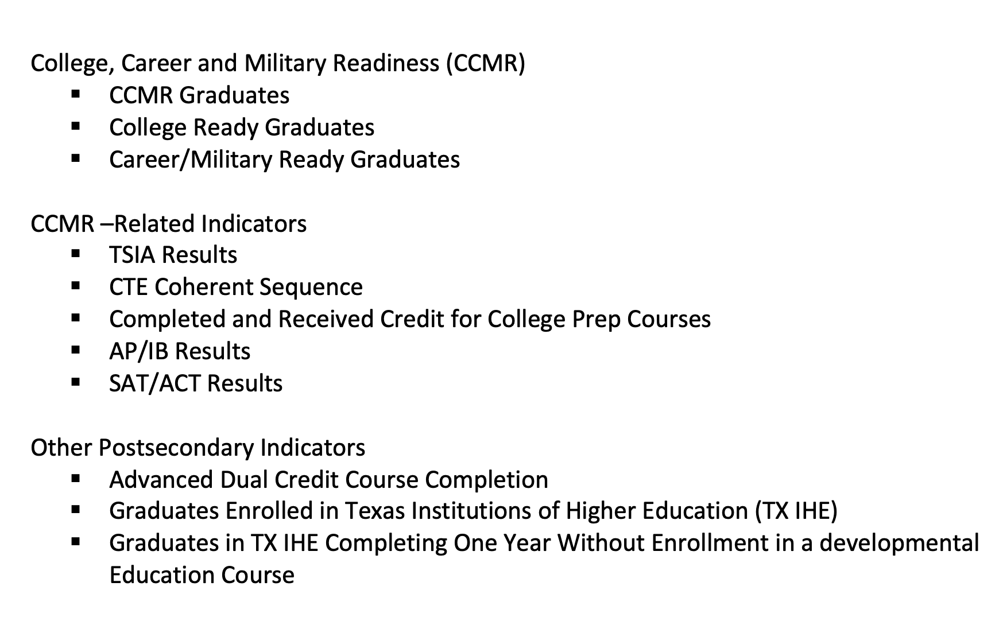 College, Career and Military Readiness (CCMR)
▪ CCMR Graduates
▪ College Ready Graduates
▪ Career/Military Ready Graduates
CCMR –Related Indicators
▪ TSIA Results
▪ CTE Coherent Sequence
▪ Completed and Received Credit for College Prep Courses
▪ AP/IB Results
▪ SAT/ACT Results
Other Postsecondary Indicators
▪ Advanced Dual Credit Course Completion
▪ Graduates Enrolled in Texas Institutions of Higher Education (TX IHE)
▪ Graduates in TX IHE Completing One Year Without Enrollment in a developmental
Education Course